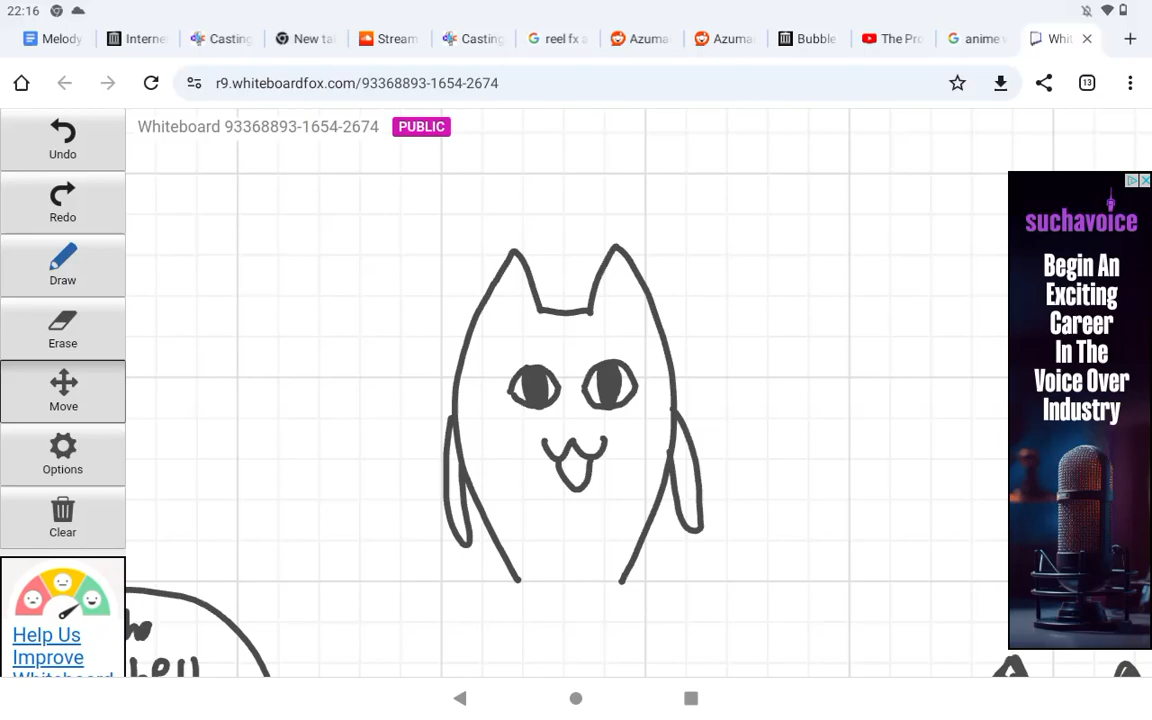 22:16
Melody
Interne
Casting
New ta
Stream
Casting
reel fx a
Azuma
Azuma
Bubble
The Pro
anime v
Whit
r9.whiteboardfox.com/93368893-1654-2674
13
Undo
Redo
Draw
Erase
Move
Options
Clear
Help Us
Improve
Whiteboard
Whiteboard 93368893-1654-2674 PUBLIC
suchavoice
Begin An
Exciting
Career
In The
Voice Over
Industry